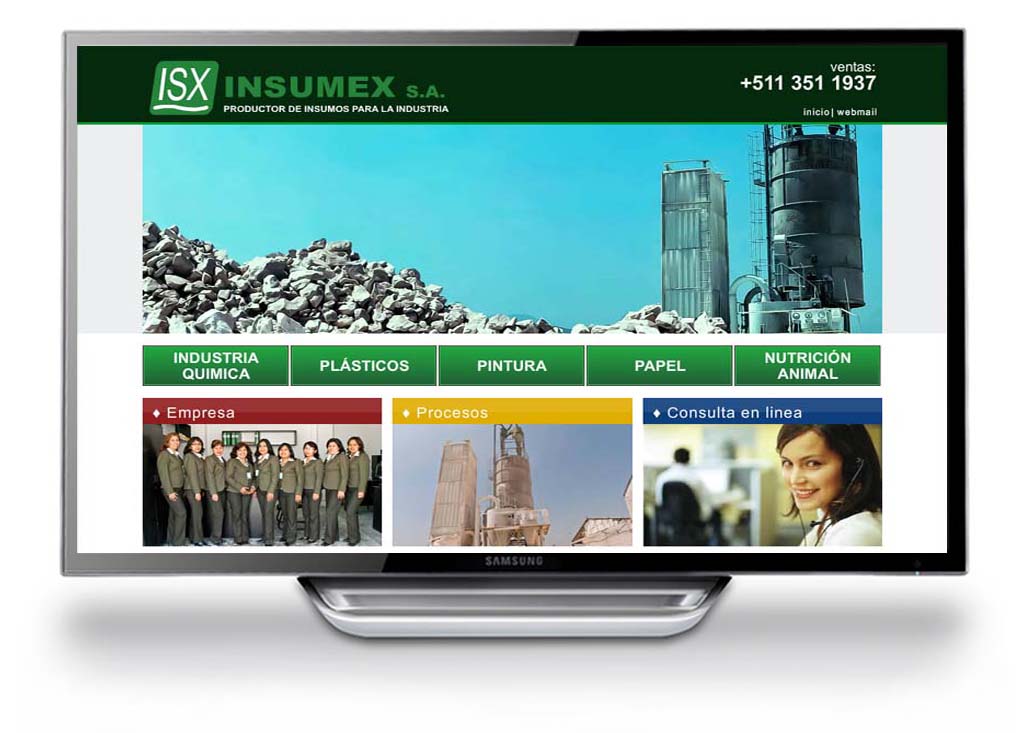 ISX
INSUMEX S.A.
PRODUCTOR DE INSUMOS PARA LA INDUSTRIA
ventas:
+511 351 1937
inicio| webmail
INDUSTRIA
QUIMICA
PLÁSTICOS
PINTURA
PAPEL
NUTRICIÓN
ANIMAL
♦ Empresa
♦ Procesos
♦ Consulta en linea
SAMSUNG